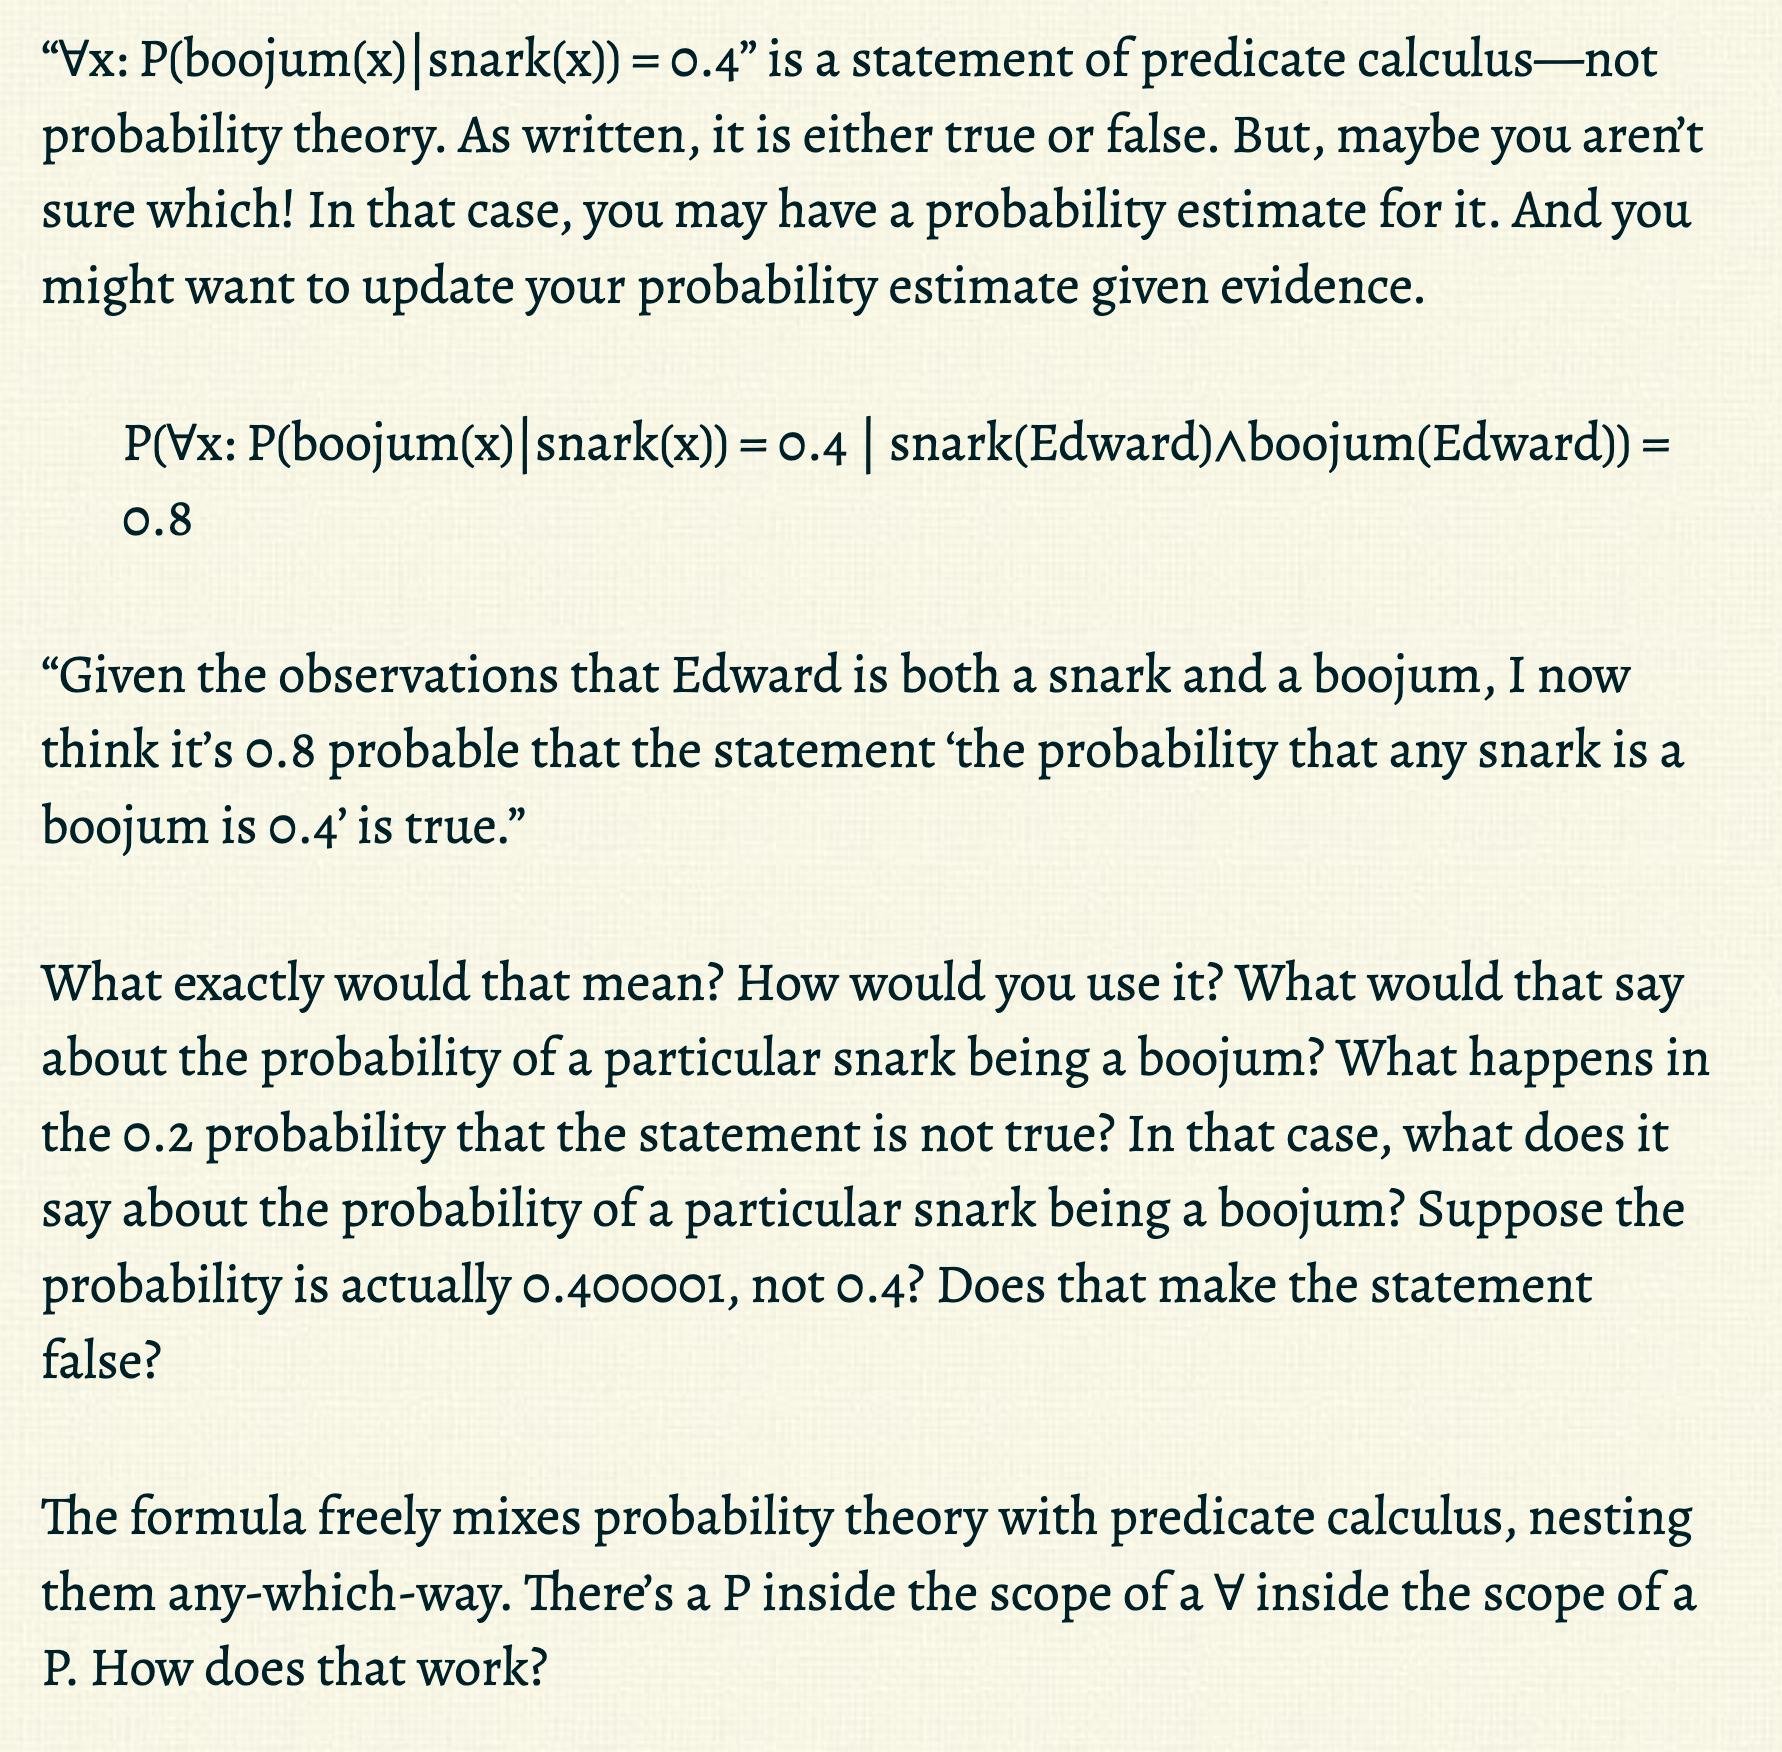 “∀x: P(boojum(x)|snark(x)) = 0.4” is a statement of predicate calculus—not
probability theory. As written, it is either true or false. But, maybe you aren’t
sure which! In that case, you may have a probability estimate for it. And you
might want to update your probability estimate given evidence.
P(∀x: P(boojum(x)|snark(x)) = 0.4 | snark(Edward)∧boojum(Edward)) =
0.8
“Given the observations that Edward is both a snark and a boojum, I now
think it’s 0.8 probable that the statement ‘the probability that any snark is a
boojum is 0.4’ is true.”
What exactly would that mean? How would you use it? What would that say
about the probability of a particular snark being a boojum? What happens in
the 0.2 probability that the statement is not true? In that case, what does it
say about the probability of a particular snark being a boojum? Suppose the
probability is actually 0.400001, not 0.4? Does that make the statement
false?
The formula freely mixes probability theory with predicate calculus, nesting
them any-which-way. There’s a P inside the scope of a ∀ inside the scope of a
P. How does that work?